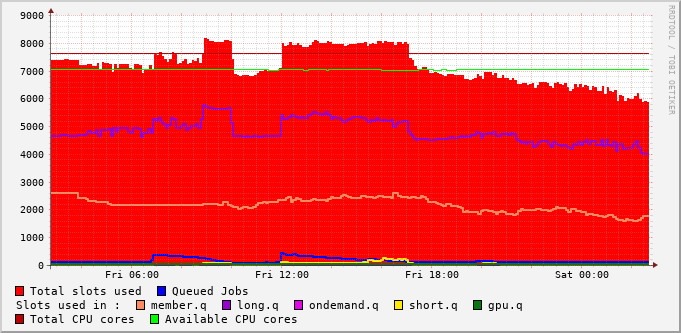 RRDTOOL / TOBI OETIKER
9000
8000
7000
6000
5000
4000
3000
2000
1000
0
Fri 06:00 Fri 12:00 Fri 18:00 Sat 00:00
Total slots used Queued Jobs
Slots used in : member.q long.q ondemand.q short.q gpu.q
Total CPU cores Available CPU cores